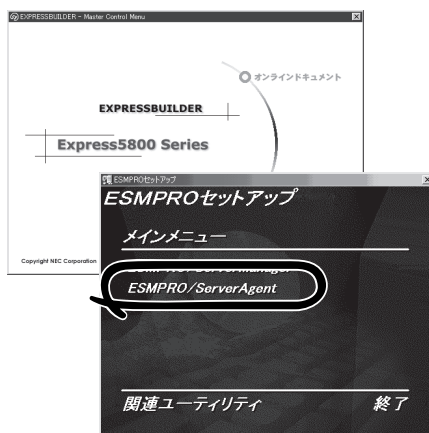 EXPRESSBUILDER - Master Control Menu
オンラインドキュメント
EXPRESSBUILDER
Express5800 Series
Copyright NEC Corporation
ESMPROセットアップ
ESMPROセットアップ
メインメニュー
ESMPRO/ServerManager
ESMPRO/ServerAgent
関連ユーティリティ
終了